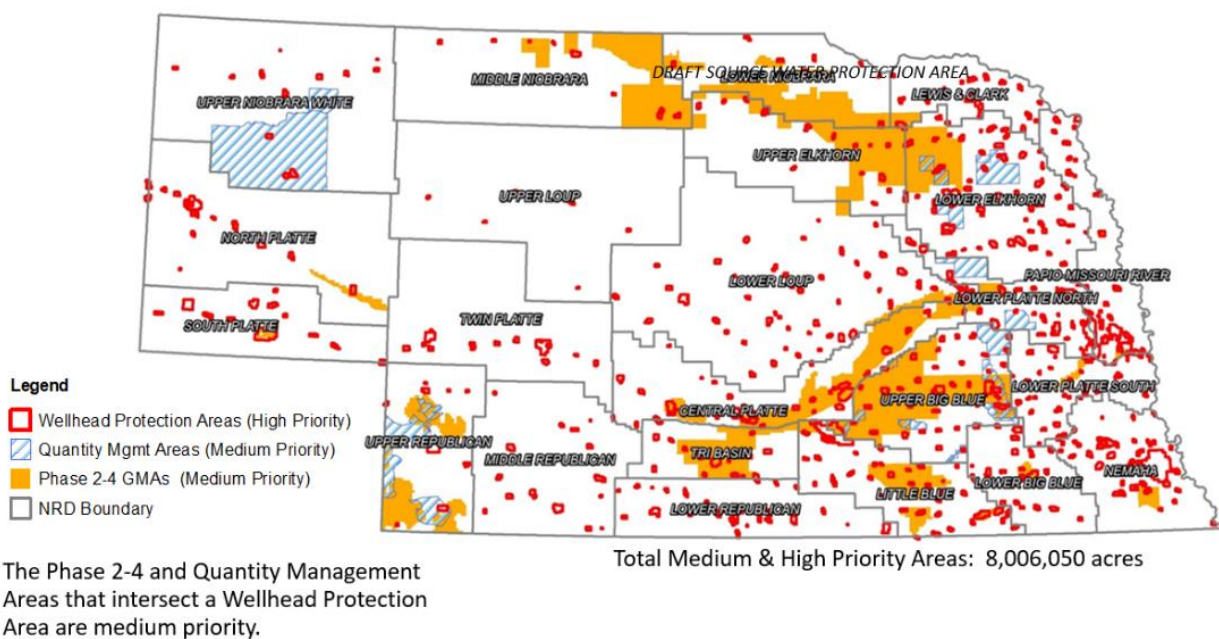 DRAFT SOURCE WATER PROTECTION AREA
MIDDLE NIOBRARA
LOWER NIOBRARA
LEWIS & CLARK
UPPER NIOBRARA WHITE
UPPER ELKHORN
UPPER LOUP
LOWER ELKHORN
NORTH PLATTE
LOWER LOUP
PAPIO-MISSOURI RIVER
LOWER PLATTE NORTH
SOUTH PLATTE
TWIN PLATTE
LOWER PLATTE SOUTH
UPPER BIG BLUE
CENTRAL PLATTE
UPPER REPUBLICAN
TRI BASIN
MIDDLE REPUBLICAN
NEMAHA
LOWER BIG BLUE
LITTLE BLUE
LOWER REPUBLICAN
Legend
Wellhead Protection Areas (High Priority)
Quantity Mgmt Areas (Medium Priority)
Phase 2-4 GMAs (Medium Priority)
NRD Boundary
Total Medium & High Priority Areas: 8,006,050 acres
The Phase 2-4 and Quantity Management
Areas that intersect a Wellhead Protection
Area are medium priority.